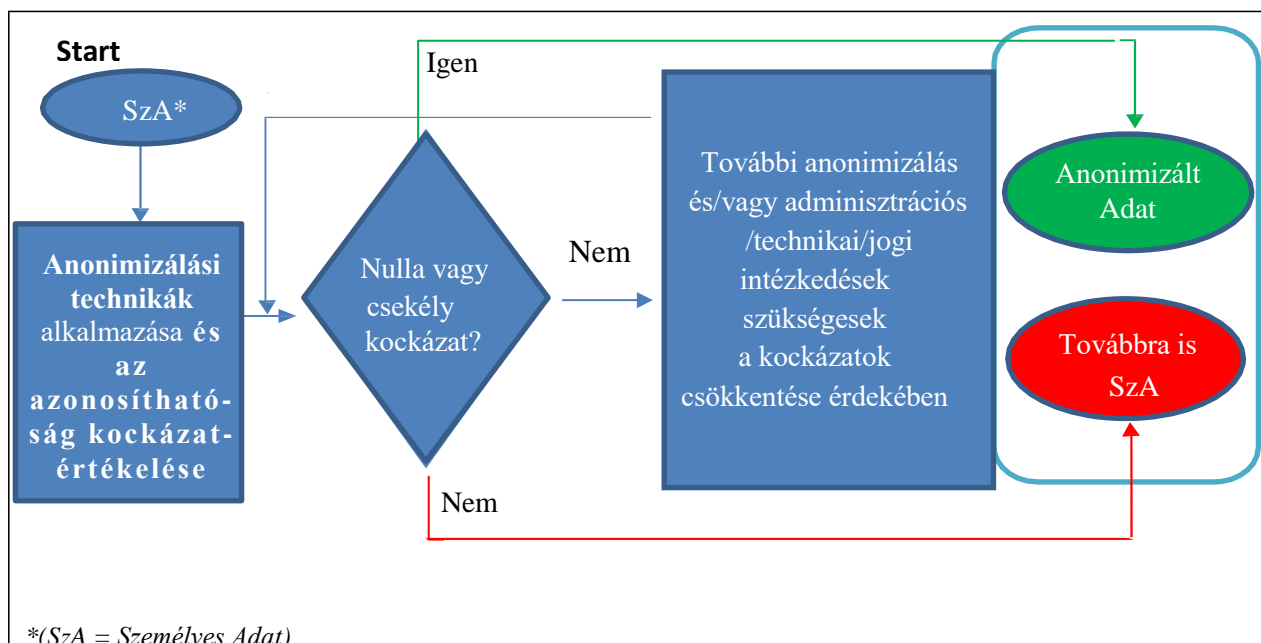 Start
SzA*
Anonimizálási
technikák
alkalmazása és
az
azonosítható-
ság kockázat-
értékelése
Igen
Nulla vagy
csekély
kockázat?
Nem
Nem
További anonimizálás
és/vagy adminisztrációs
/technikai/jogi
intézkedések
szükségesek
a kockázatok
csökkentése érdekében
Anonimizált
Adat
Továbbra is
SzA
*(SzA = Személyes Adat)